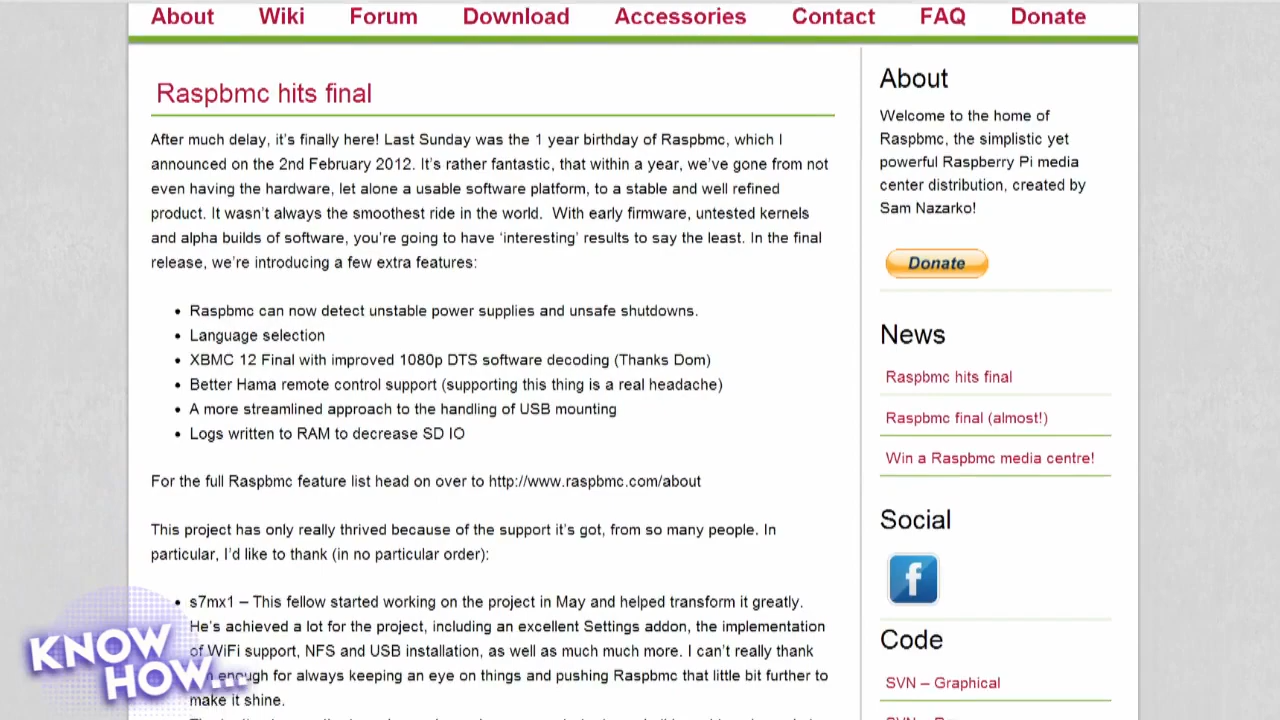 About Wiki Forum Download Accessories Contact FAQ Donate
Raspbmc hits final
After much delay, it's finally here! Last Sunday was the 1 year birthday of Raspbmc, which I
announced on the 2nd February 2012. It's rather fantastic, that within a year, we've gone from not
even having the hardware, let alone a usable software platform, to a stable and well refined
product. It wasn't always the smoothest ride in the world.  With early firmware, untested kernels
and alpha builds of software, you're going to have ‘interesting’ results to say the least. In the final
release, we're introducing a few extra features:
• Raspbmc can now detect unstable power supplies and unsafe shutdowns.
• Language selection
• XBMC 12 Final with improved 1080p DTS software decoding (Thanks Dom)
• Better Hama remote control support (supporting this thing is a real headache)
• A more streamlined approach to the handling of USB mounting
• Logs written to RAM to decrease SD IO
For the full Raspbmc feature list head on over to http://www.raspbmc.com/about
This project has only really thrived because of the support it's got, from so many people. In
particular, I'd like to thank (in no particular order):
• s7mx1 – This fellow started working on the project in May and helped transform it greatly.
He's achieved a lot for the project, including an excellent Settings addon, the implementation
of WiFi support, NFS and USB installation, as well as much much more. I can't really thank
enough for always keeping an eye on things and pushing Raspbmc that little bit further to
make it shine.
About
Welcome to the home of
Raspbmc, the simplistic yet
powerful Raspberry Pi media
center distribution, created by
Sam Nazarko!
Donate
News
Raspbmc hits final
Raspbmc final (almost!)
Win a Raspbmc media centre!
Social
f
Code
SVN – Graphical
KNOW
HOW...